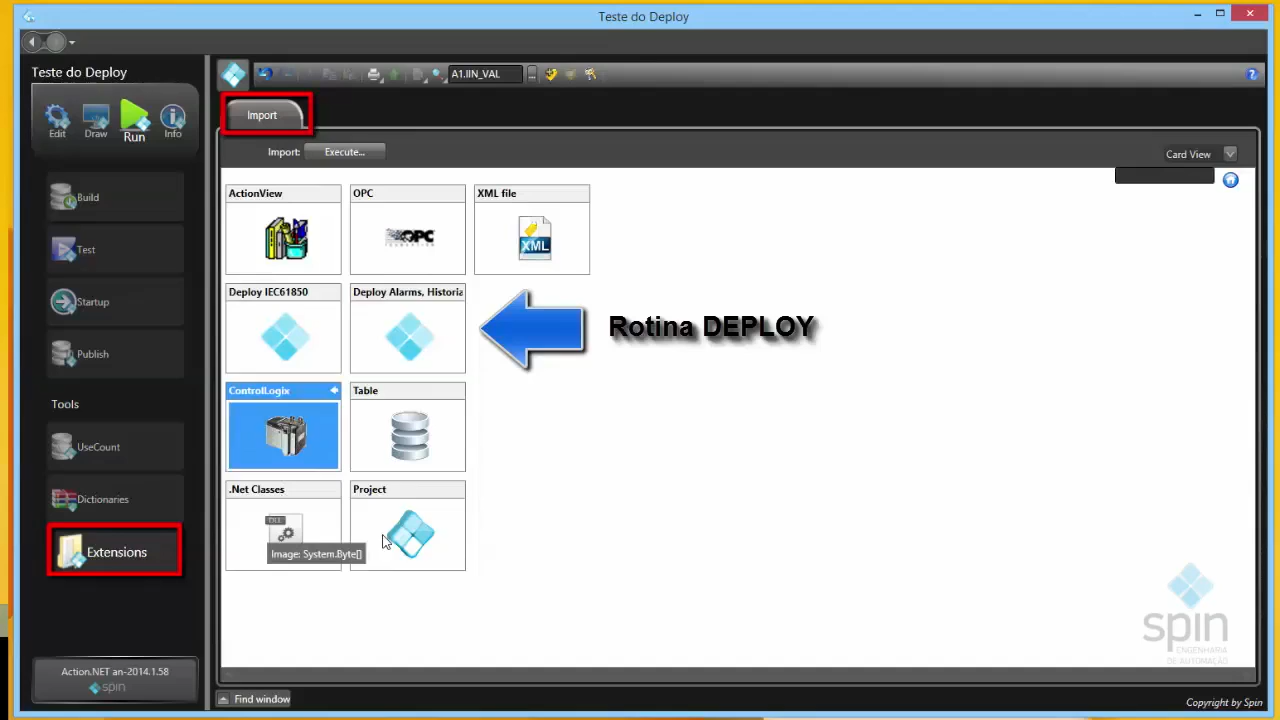 Teste do Deploy
Teste do Deploy
Edit Draw Run Info
A1.IIN_VAL
Import
Import: Execute...
Card View
Build
Test
Startup
Publish
Tools
UseCount
Dictionaries
Extensions
ActionView OPC XML file
OPC
XML
Deploy IEC61850 Deploy Alarms, Historia
Rotina DEPLOY
ControlLogix Table
.Net Classes Project
DLL
Image: System.Byte[]
spin
ENGENHARIA
DE AUTOMAÇÃO
Action.NET an-2014.1.58
spin
Find window
Copyright by Spin